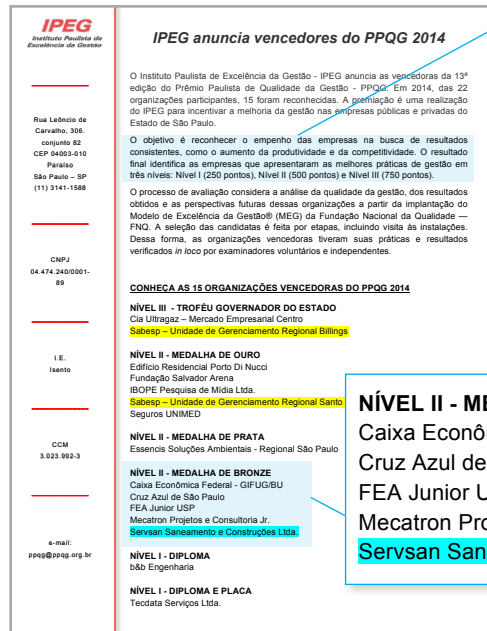 IPEG
Instituto Paulista de
Excelência da Gestão
Rua Leôncio de
Carvalho, 306.
conjunto 82
CEP 04003-010
Paraíso
São Paulo – SP
(11) 3141-1588
CNPJ
04.474.240/0001-
89
I.E.
Isento
CCM
3.023.992-3
e-mail:
ppqg@ppqg.org.br
IPEG anuncia vencedores do PPQG 2014
O Instituto Paulista de Excelência da Gestão - IPEG anuncia as vencedoras da 13ª
edição do Prêmio Paulista de Qualidade da Gestão - PPQG. Em 2014, das 22
organizações participantes, 15 foram reconhecidas. A premiação é uma realização
do IPEG para incentivar a melhoria da gestão nas empresas públicas e privadas do
Estado de São Paulo.
O objetivo é reconhecer o empenho das empresas na busca de resultados
consistentes, como o aumento da produtividade e da competitividade. O resultado
final identifica as empresas que apresentaram as melhores práticas de gestão em
três níveis: Nível I (250 pontos), Nível II (500 pontos) e Nível III (750 pontos).
O processo de avaliação considera a análise da qualidade da gestão, dos resultados
obtidos e as perspectivas futuras dessas organizações a partir da implantação do
Modelo de Excelência da Gestão® (MEG) da Fundação Nacional da Qualidade —
FNQ. A seleção das candidatas é feita por etapas, incluindo visita às instalações.
Dessa forma, as organizações vencedoras tiveram suas práticas e resultados
verificados in loco por examinadores voluntários e independentes.
CONHEÇA AS 15 ORGANIZAÇÕES VENCEDORAS DO PPQG 2014
NÍVEL III - TROFÉU GOVERNADOR DO ESTADO
Cia Ultragaz – Mercado Empresarial Centro
Sabesp – Unidade de Gerenciamento Regional Billings
NÍVEL II - MEDALHA DE OURO
Edifício Residencial Porto Di Nucci
Fundação Salvador Arena
IBOPE Pesquisa de Mídia Ltda.
Sabesp – Unidade de Gerenciamento Regional Santo
Seguros UNIMED
NÍVEL II - MEDALHA DE PRATA
Essencis Soluções Ambientais - Regional São Paulo
NÍVEL II - MEDALHA DE BRONZE
Caixa Econômica Federal - GIFUG/BU
Cruz Azul de São Paulo
FEA Junior USP
Mecatron Projetos e Consultoria Jr.
Servsan Saneamento e Construções Ltda.
NÍVEL I - DIPLOMA
b&b Engenharia
NÍVEL I - DIPLOMA E PLACA
Tecdata Serviços Ltda.
NÍVEL II - ME
Caixa Econô
Cruz Azul de
FEA Junior U
Mecatron Pro
Servsan San